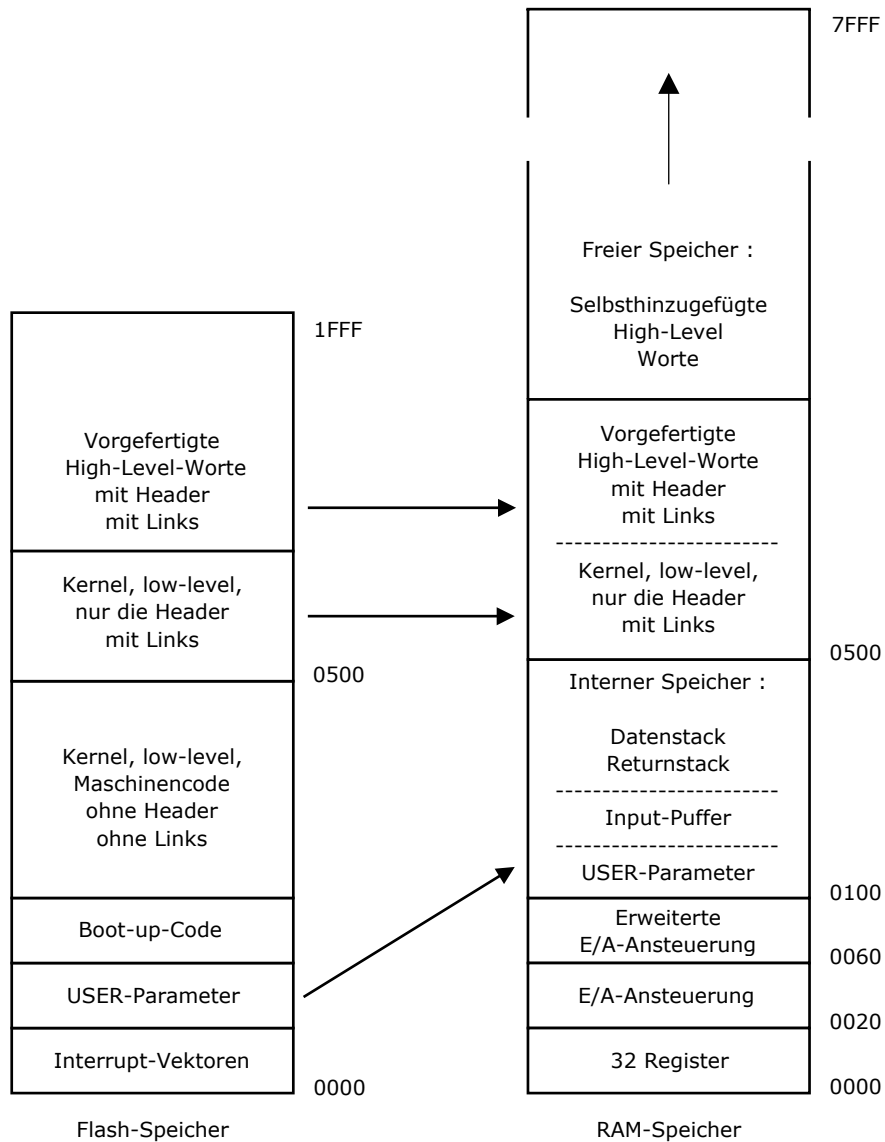 7FFF
Freier Speicher :
Selbsthinzugefügte
High-Level
Worte
1FFF
Vorgefertigte
High-Level-Worte
mit Header
mit Links
Kernel, low-level,
nur die Header
mit Links
0500
Kernel, low-level,
Maschinencode
ohne Header
ohne Links
Boot-up-Code
USER-Parameter
Interrupt-Vektoren
0000
Flash-Speicher
Vorgefertigte
High-Level-Worte
mit Header
mit Links
-------------------------
Kernel, low-level,
nur die Header
mit Links
0500
Interner Speicher :
Datenstack
Returnstack
-------------------------
Input-Puffer
-------------------------
USER-Parameter
0100
Erweiterte
E/A-Ansteuerung
0060
E/A-Ansteuerung
0020
32 Register
0000
RAM-Speicher